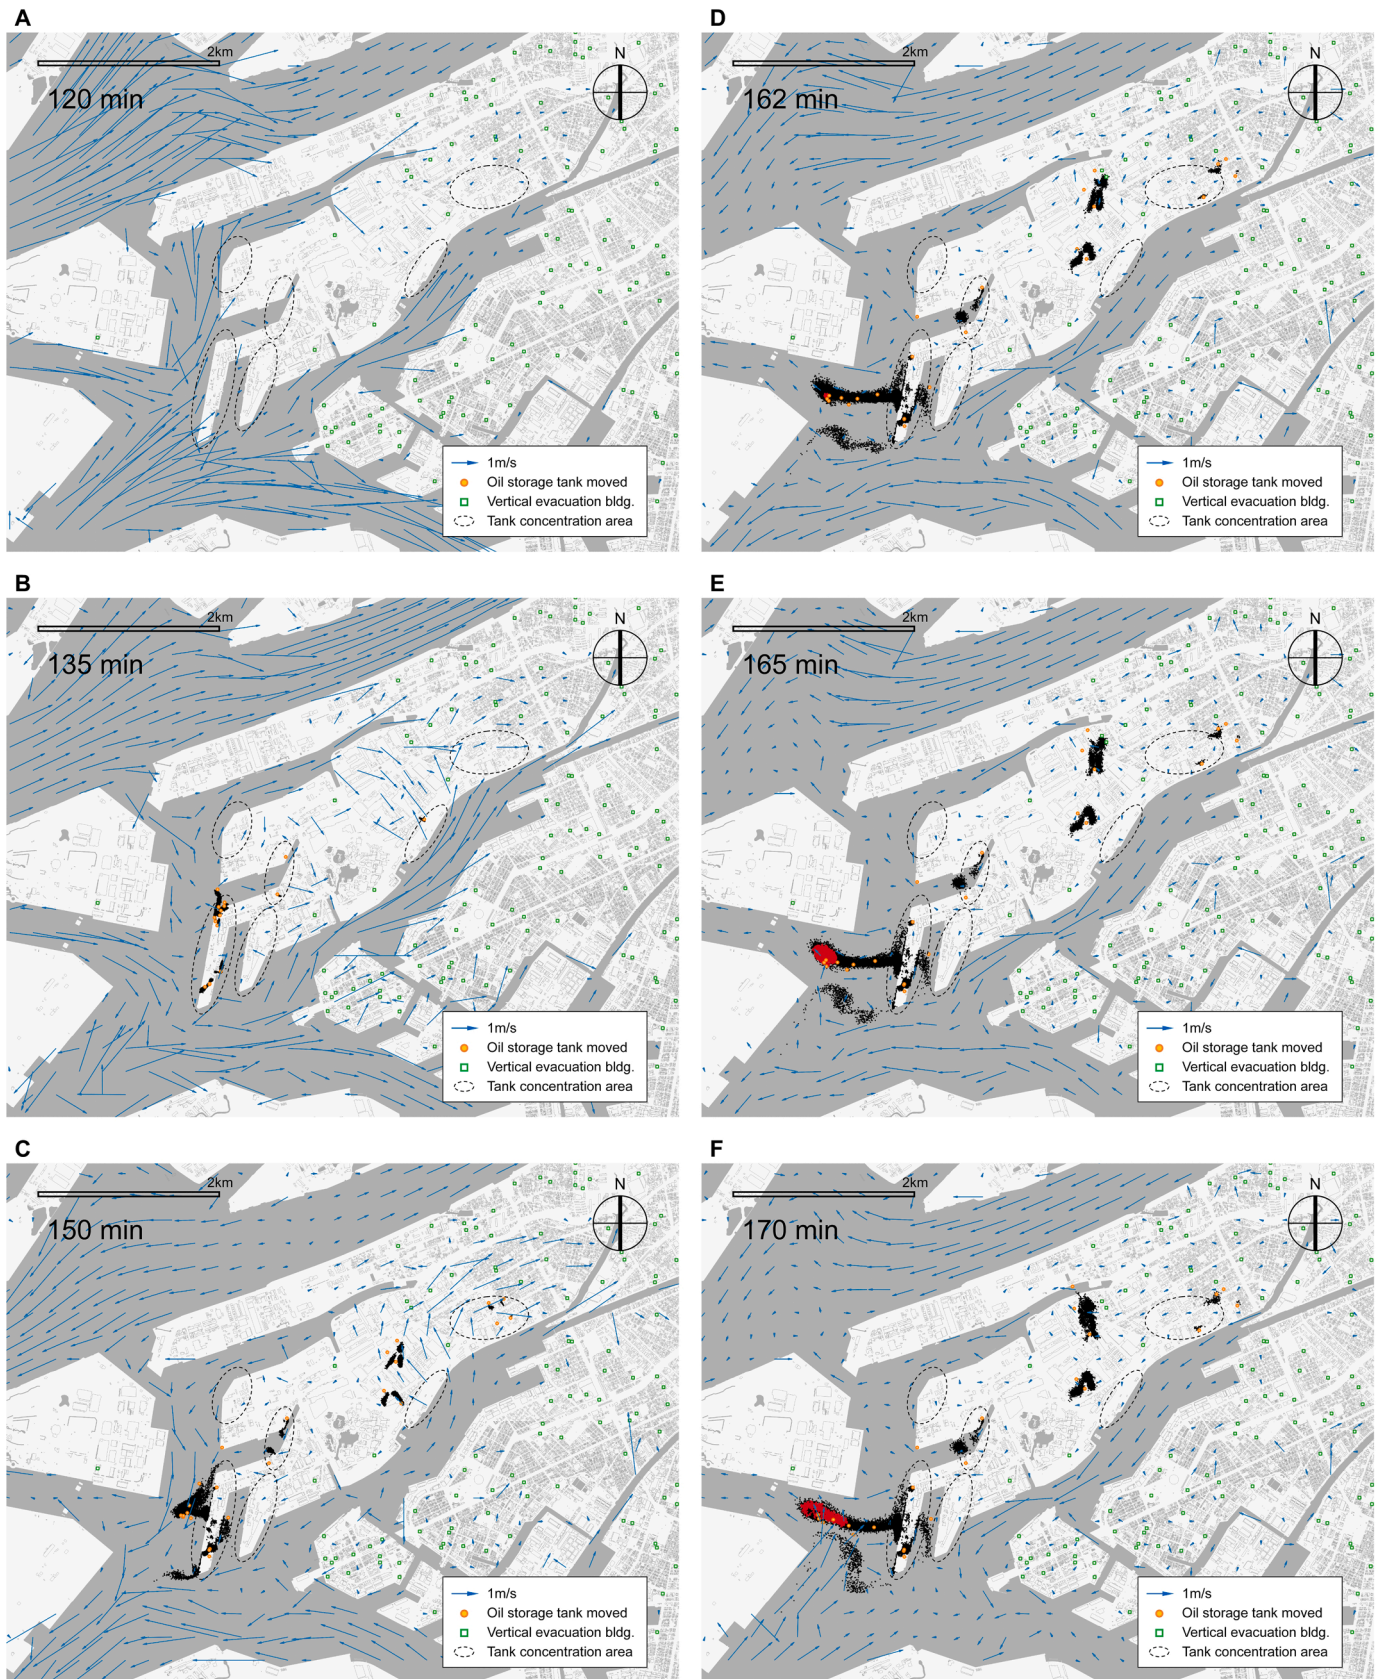 A
2km
120 min
N
1m/s
Oil storage tank moved
Vertical evacuation bldg.
Tank concentration area
D
2km
162 min
N
1m/s
Oil storage tank moved
Vertical evacuation bldg.
Tank concentration area
B
2km
135 min
N
1m/s
Oil storage tank moved
Vertical evacuation bldg.
Tank concentration area
E
2km
165 min
N
1m/s
Oil storage tank moved
Vertical evacuation bldg.
Tank concentration area
C
2km
150 min
N
1m/s
Oil storage tank moved
Vertical evacuation bldg.
Tank concentration area
F
2km
170 min
N
1m/s
Oil storage tank moved
Vertical evacuation bldg.
Tank concentration area